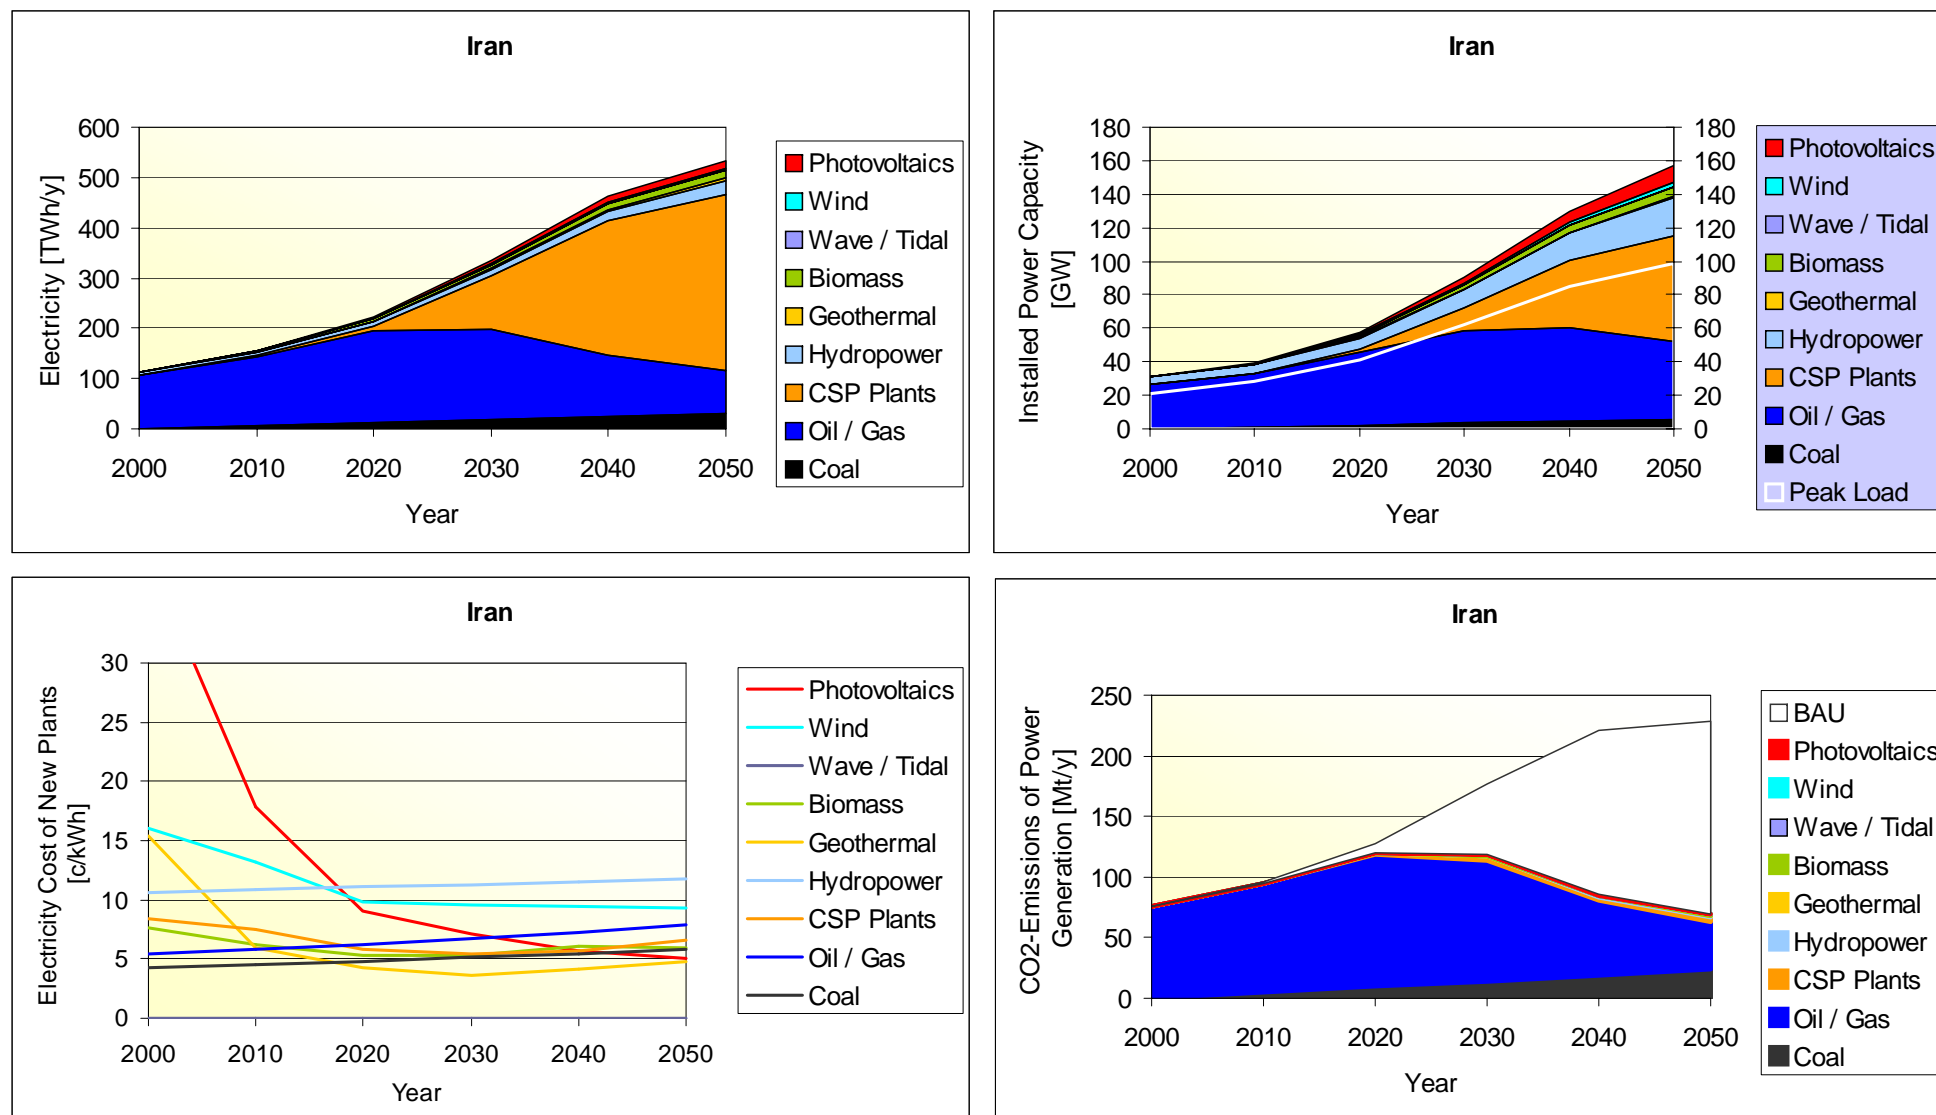 Iran
Electricity [TWh/y]
600
500
400
300
200
100
0
2000 2010 2020 2030 2040 2050
Year
Photovoltaics
Wind
Wave / Tidal
Biomass
Geothermal
Hydropower
CSP Plants
Oil / Gas
Coal
Iran
Installed Power Capacity
[GW]
180 180
160 160
140 140
120 120
100 100
80 80
60 60
40 40
20 20
0 0
2000 2010 2020 2030 2040 2050
Year
Photovoltaics
Wind
Wave / Tidal
Biomass
Geothermal
Hydropower
CSP Plants
Oil / Gas
Coal
Peak Load
Iran
Electricity Cost of New Plants
[c/kWh]
30
25
20
15
10
5
0
2000 2010 2020 2030 2040 2050
Year
Photovoltaics
Wind
Wave / Tidal
Biomass
Geothermal
Hydropower
CSP Plants
Oil / Gas
Coal
Iran
CO2-Emissions of Power
Generation [Mt/y]
250
200
150
100
50
0
2000 2010 2020 2030 2040 2050
Year
BAU
Photovoltaics
Wind
Wave / Tidal
Biomass
Geothermal
Hydropower
CSP Plants
Oil / Gas
Coal